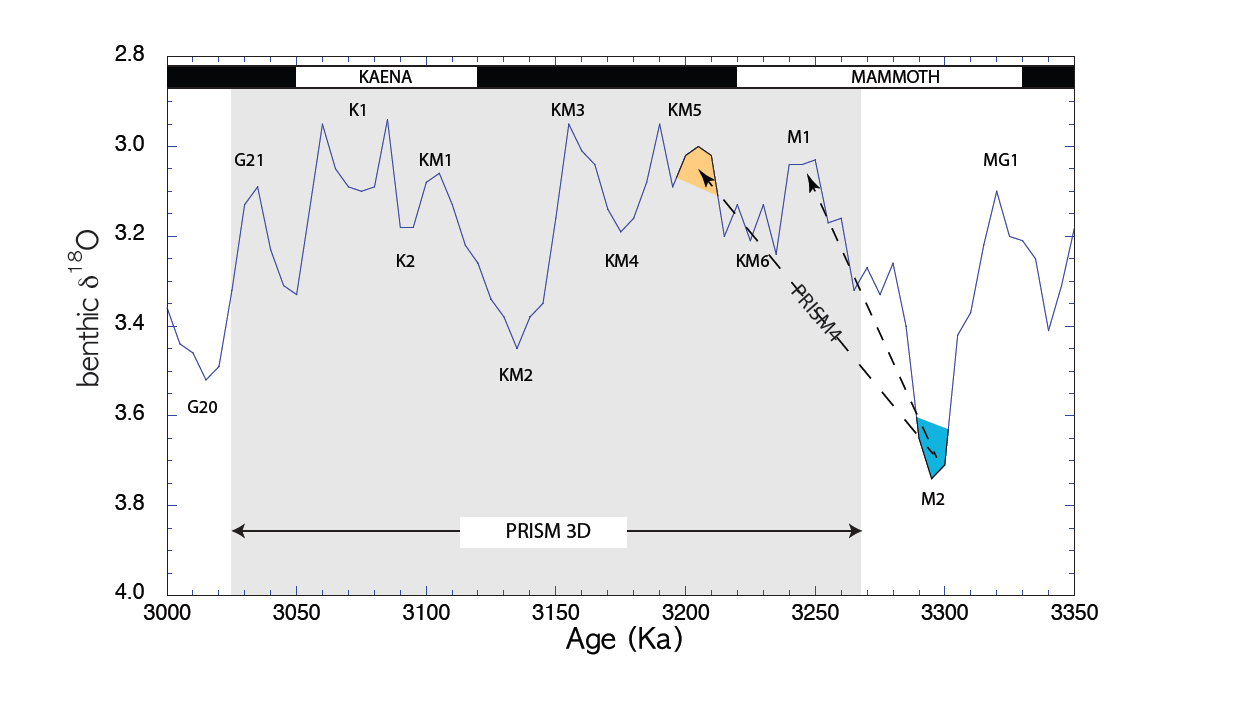 2.8
KAENA
MAMMOTH
K1
KM3
KM5
M1
3.0
G21
KM1
MG1
3.2
K2
KM4
KM6
benthic δ18O
PRISM4
3.4
KM2
G20
3.6
3.8
M2
PRISM 3D
4.0
3000
3050
3100
3150
3200
3250
3300
3350
Age (Ka)